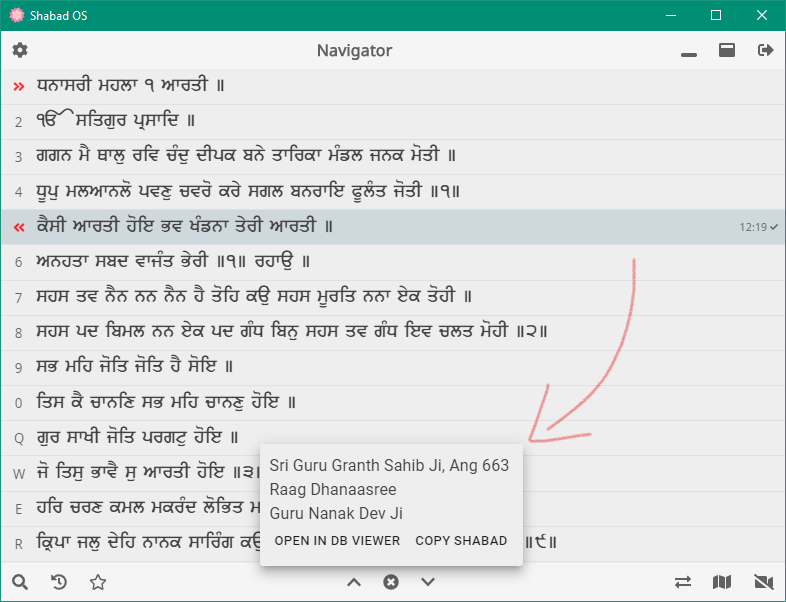 Shabad OS
Navigator
» ਧਨਾਸਰੀ ਮਹਲਾ ੧ ਆਰਤੀ ॥
2 ੴ ਸਤਿਗੁਰ ਪ੍ਰਸਾਦਿ ॥
3 ਗਗਨ ਮੈ ਥਾਲੁ ਰਵਿ ਚੰਦੁ ਦੀਪਕ ਬਨੇ ਤਾਰਿਕਾ ਮੰਡਲ ਜਨਕ ਮੋਤੀ ॥
4 ਧੂਪੁ ਮਲਆਨਲੋ ਪਵਣੁ ਚਵਰੋ ਕਰੇ ਸਗਲ ਬਨਰਾਇ ਫੂਲੰਤ ਜੋਤੀ ॥੧॥
« ਕੈਸੀ ਆਰਤੀ ਹੋਇ ਭਵ ਖੰਡਨਾ ਤੇਰੀ ਆਰਤੀ ॥ 12:19
6 ਅਨਹਤਾ ਸਬਦ ਵਾਜੰਤ ਭੇਰੀ ॥੧॥ ਰਹਾਉ ॥
7 ਸਹਸ ਤਵ ਨੈਨ ਨਨ ਨੈਨ ਹੈ ਤੋਹਿ ਕਉ ਸਹਸ ਮੂਰਤਿ ਨਨਾ ਏਕ ਤੋਹੀ ॥
8 ਸਹਸ ਪਦ ਬਿਮਲ ਨਨ ਏਕ ਪਦ ਗੰਧ ਬਿਨੁ ਸਹਸ ਤਵ ਗੰਧ ਇਵ ਚਲਤ ਮੋਹੀ ॥੨॥
9 ਸਭ ਮਹਿ ਜੋਤਿ ਜੋਤਿ ਹੈ ਸੋਇ ॥
0 ਤਿਸ ਕੈ ਚਾਨਣਿ ਸਭ ਮਹਿ ਚਾਨਣੁ ਹੋਇ ॥
Q ਗੁਰ ਸਾਖੀ ਜੋਤਿ ਪਰਗਟੁ ਹੋਇ ॥
W ਜੋ ਤਿਸੁ ਭਾਵੈ ਸੁ ਆਰਤੀ ਹੋਇ ॥੩
E ਹਰਿ ਚਰਣ ਕਮਲ ਮਕਰੰਦ ਲੋਭਿਤ
R ਕ੍ਰਿਪਾ ਜਲੁ ਦੇਹਿ ਨਾਨਕ ਸਾਰਿੰਗ ਕਉ ॥੯॥
Sri Guru Granth Sahib Ji, Ang 663
Raag Dhanaasree
Guru Nanak Dev Ji
OPEN IN DB VIEWER COPY SHABAD